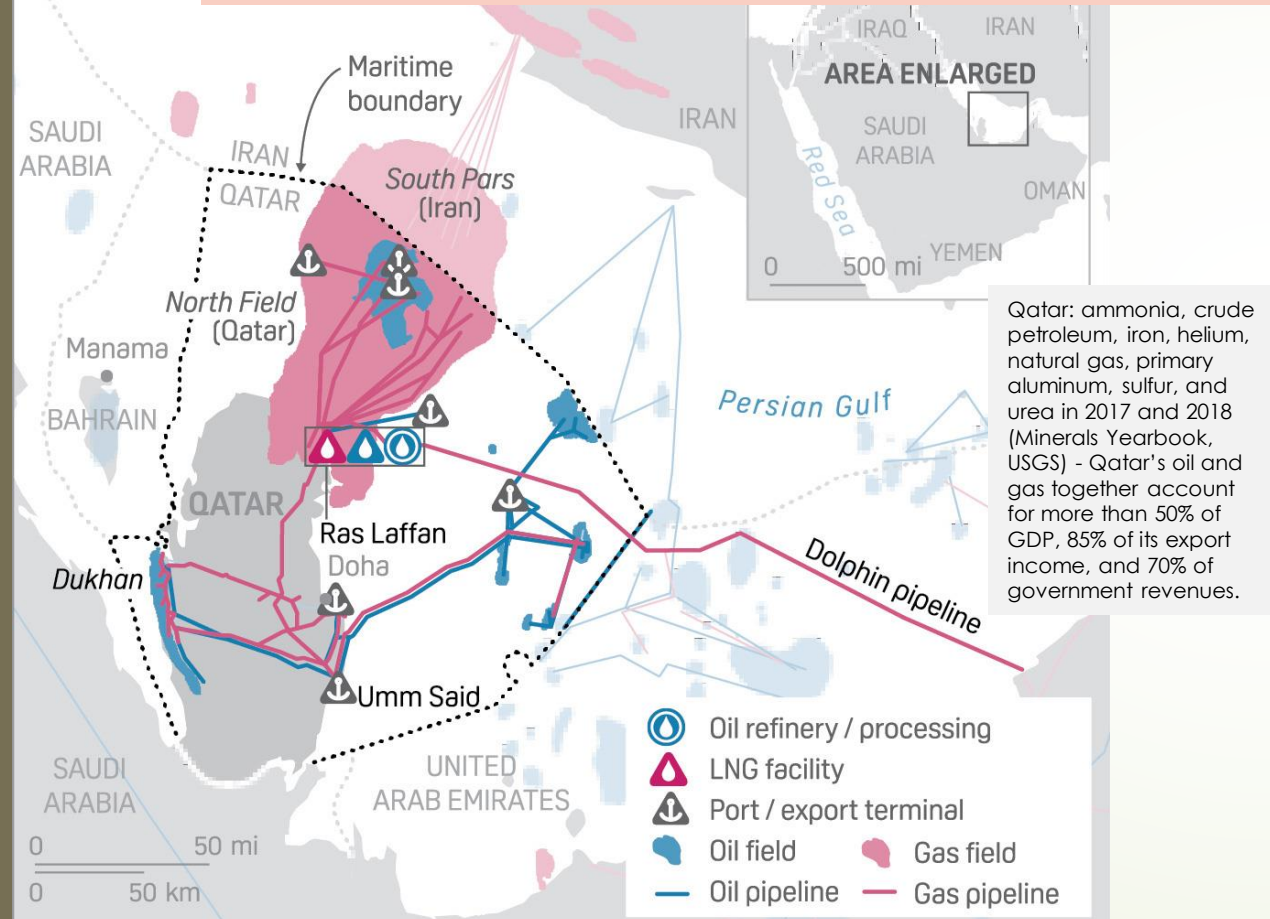 Maritime
boundary
SAUDI
ARABIA
IRAN
QATAR
South Pars
(Iran)
IRAN
North Field
(Qatar)
Manama
BAHRAIN
QATAR
Ras Laffan
Doha
Dukhan
Umm Said
Persian Gulf
Dolphin pipeline
SAUDI
ARABIA
UNITED
ARAB EMIRATES
0 50 mi
0 50 km
IRAQ
IRAN
AREA ENLARGED
SAUDI
ARABIA
Red Sea
OMAN
YEMEN
0 500 mi
Oil refinery / processing
LNG facility
Port / export terminal
Oil field
Gas field
Oil pipeline
Gas pipeline
Qatar: ammonia, crude
petroleum, iron, helium,
natural gas, primary
aluminum, sulfur, and
urea in 2017 and 2018
(Minerals Yearbook,
USGS) - Qatar’s oil and
gas together account
for more than 50% of
GDP, 85% of its export
income, and 70% of
government revenues.